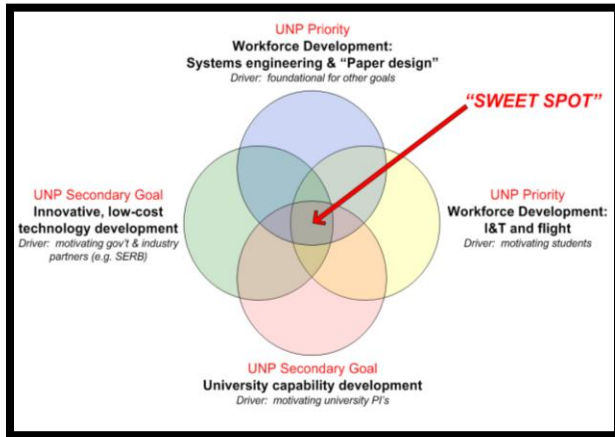 UNP Priority
Workforce Development:
Systems engineering & “Paper design”
Driver: foundational for other goals
“SWEET SPOT”
UNP Secondary Goal
Innovative, low-cost
technology development
Driver: motivating gov’t & industry
partners (e.g. SERB)
UNP Priority
Workforce Development:
I&T and flight
Driver: motivating students
UNP Secondary Goal
University capability development
Driver: motivating university PI’s